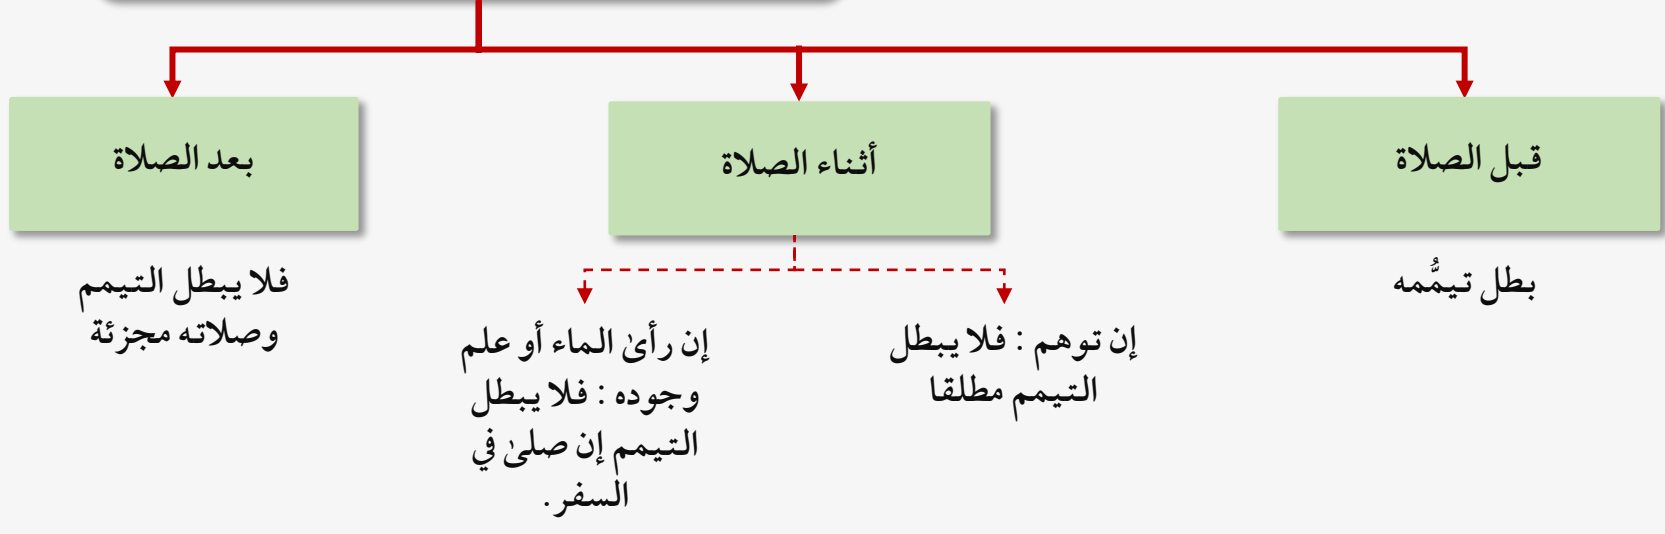 قبل الصلاة
أثناء الصلاة
بعد الصلاة
بطل تيمُّمه
فلا يبطل التيمم
وصلاته مجزئة
إن توهم : فلا يبطل
التيمم مطلقا
إن رأىٰ الماء أو علم
وجوده : فلا يبطل
التيمم إن صلىٰ في
السفر.